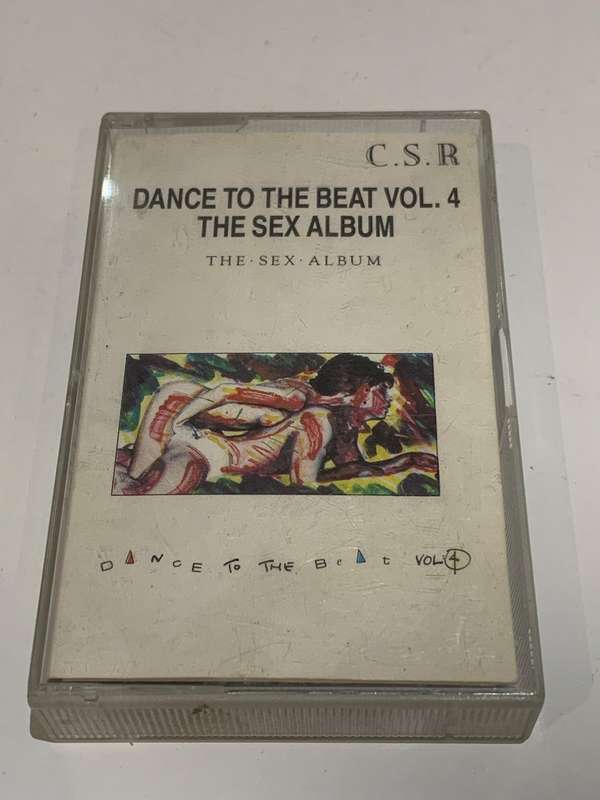 C.S.R
DANCE TO THE BEAT VOL. 4
THE SEX ALBUM
THE·SEX·ALBUM
DANCE TO THE BeAt VOL 4